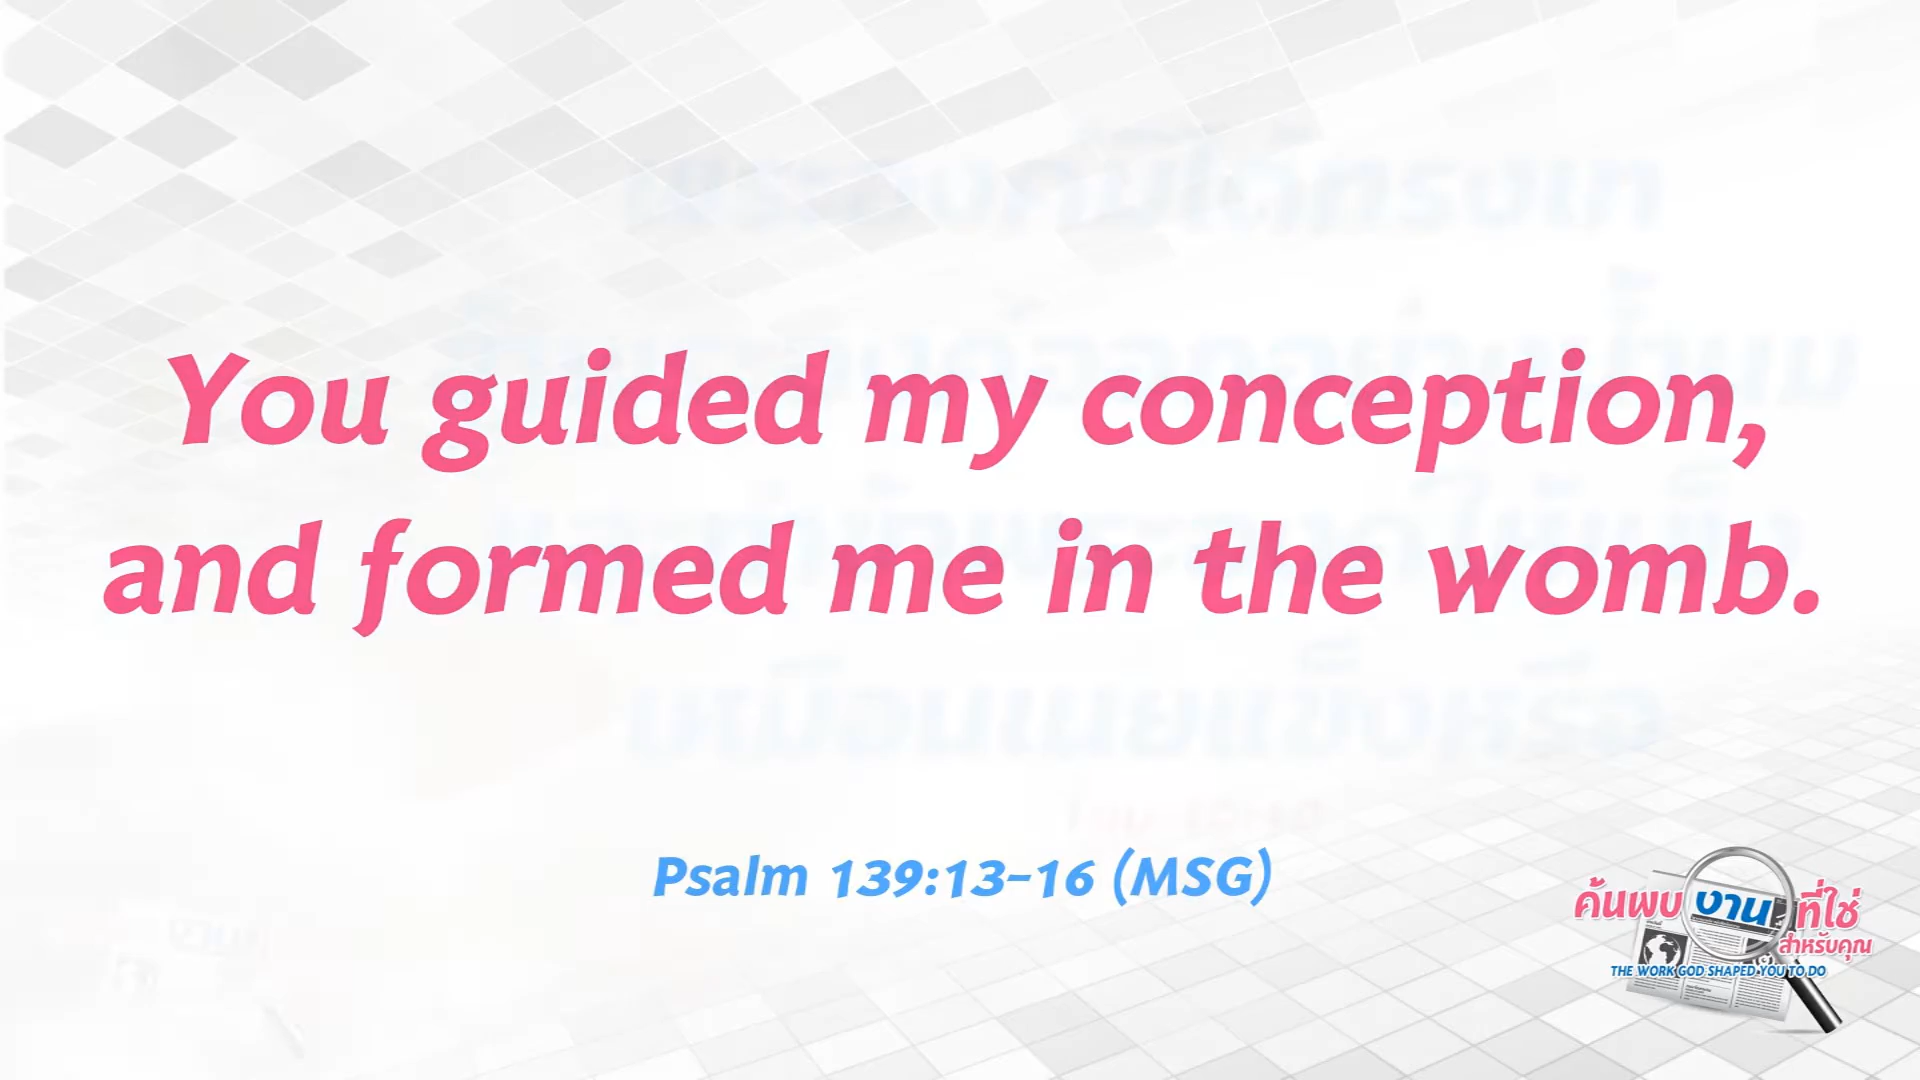 You guided my conception,
and formed me in the womb.
Psalm 139:13-16 (MSG)
ค้นพบ งาน ที่ใช่
สำหรับคุณ
THE WORK GOD SHAPED YOU TO DO